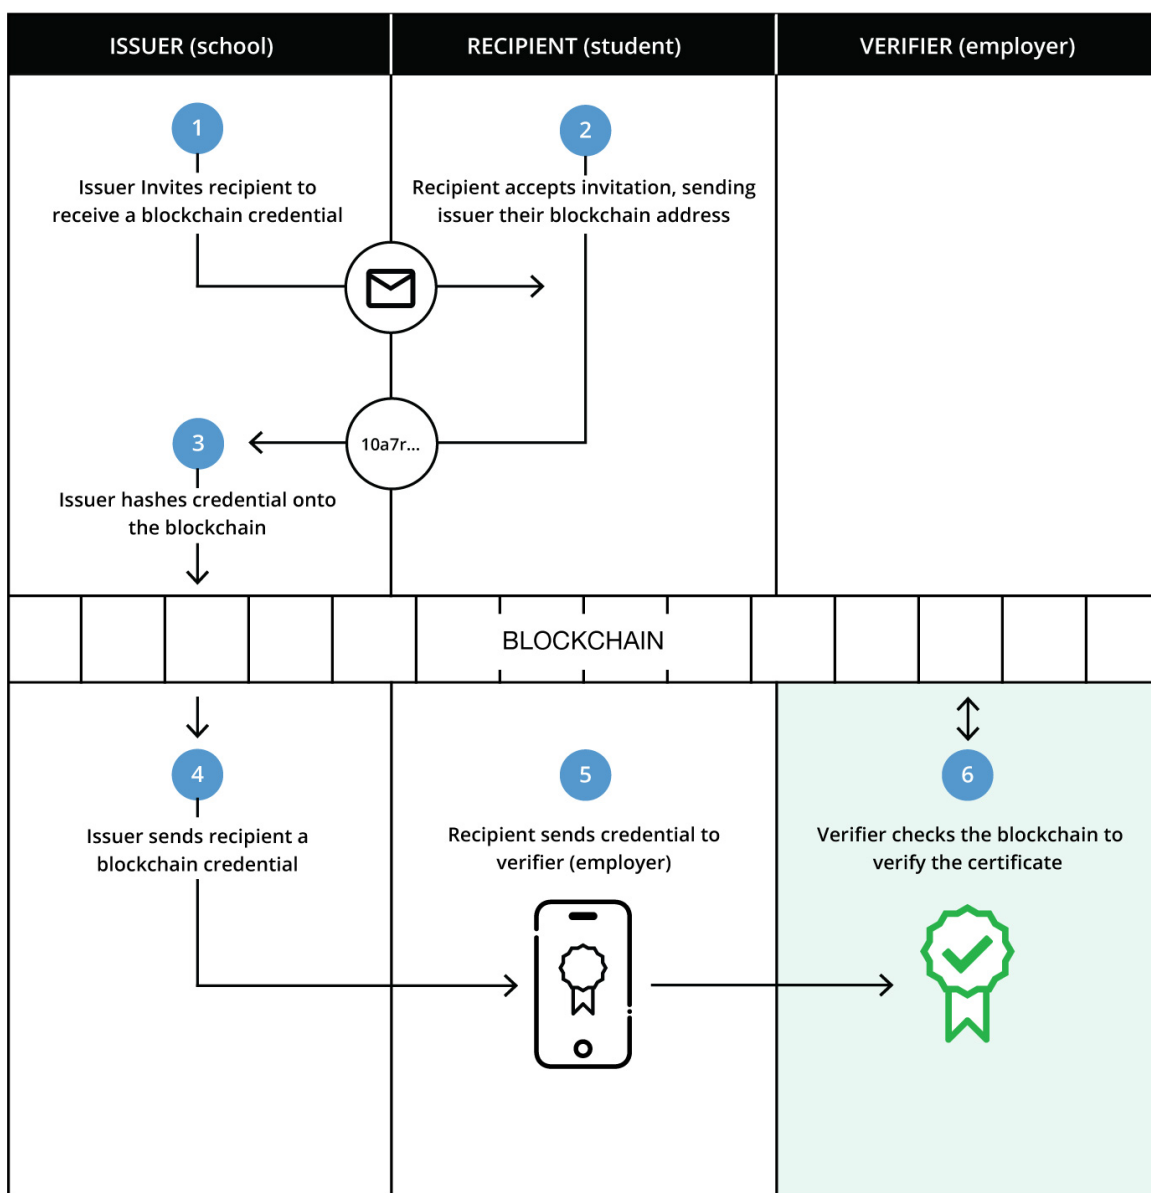 ISSUER (school)
RECIPIENT (student)
VERIFIER (employer)
1
Issuer Invites recipient to
receive a blockchain credential
2
Recipient accepts invitation, sending
issuer their blockchain address
10a7r...
3
Issuer hashes credential onto
the blockchain
BLOCKCHAIN
4
Issuer sends recipient a
blockchain credential
5
Recipient sends credential to
verifier (employer)
6
Verifier checks the blockchain to
verify the certificate